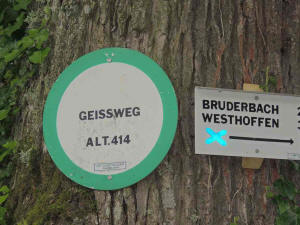 GEISSWEG
ALT.414
BRUDERBACH
WESTHOFFEN